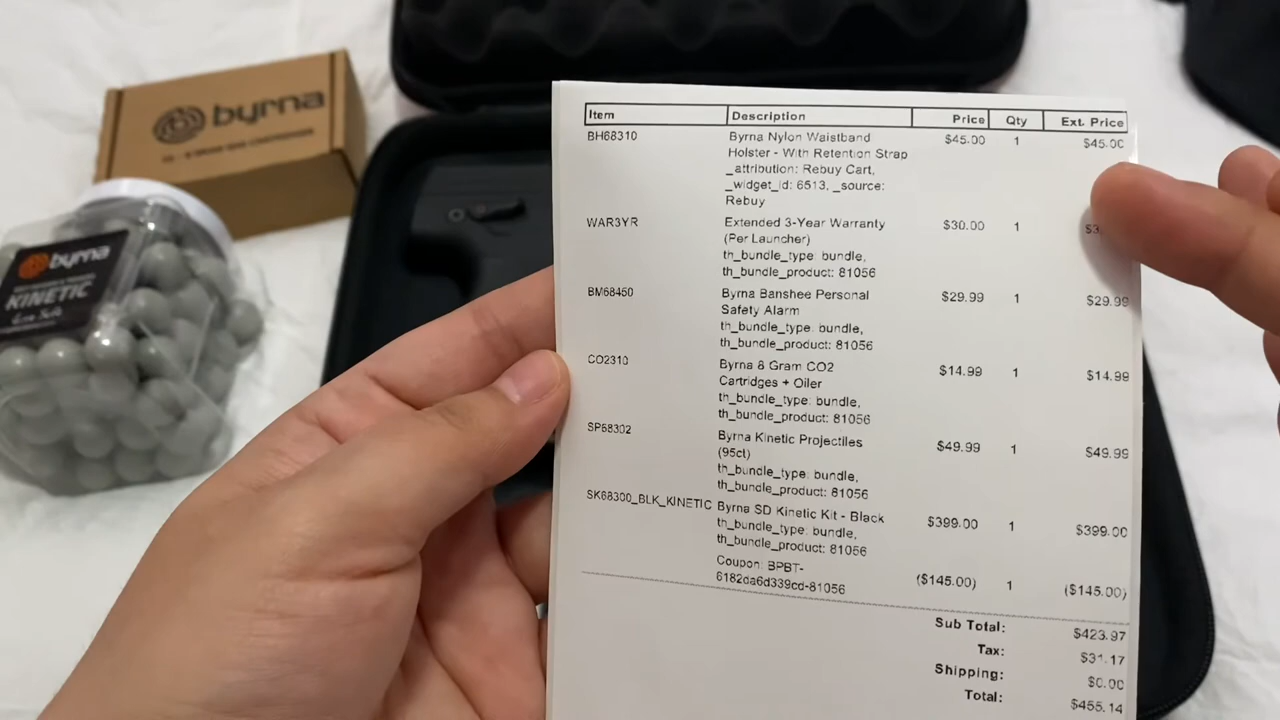 byrna
byrna
KINETIC
Item Description Price Qty Ext. Price
BH68310 Byrna Nylon Waistband $45.00 1 $45.00
Holster - With Retention Strap
_attribution: Rebuy Cart,
_widget_id: 6513, _source:
Rebuy
WAR3YR Extended 3-Year Warranty $30.00 1
(Per Launcher)
th_bundle_type: bundle,
th_bundle_product: 81056
BM68450 Byrna Banshee Personal $29.99 1 $29.99
Safety Alarm
th_bundle_type: bundle,
th_bundle_product: 81056
CO2310 Byrna 8 Gram CO2 $14.99 1 $14.99
Cartridges + Oiler
th_bundle_type: bundle,
th_bundle_product: 81056
SP68302 Byrna Kinetic Projectiles $49.99 1 $49.99
(95ct)
th_bundle_type: bundle,
th_bundle_product: 81056
SK68300_BLK_KINETIC Byrna SD Kinetic Kit - Black $399.00 1 $399.00
th_bundle_type: bundle,
th_bundle_product: 81056
Coupon: BPBT-
6182da6d339cd-81056 ($145.00) 1 ($145.00)
Sub Total: $423.97
Tax: $31.17
Shipping: $0.00
Total: $455.14